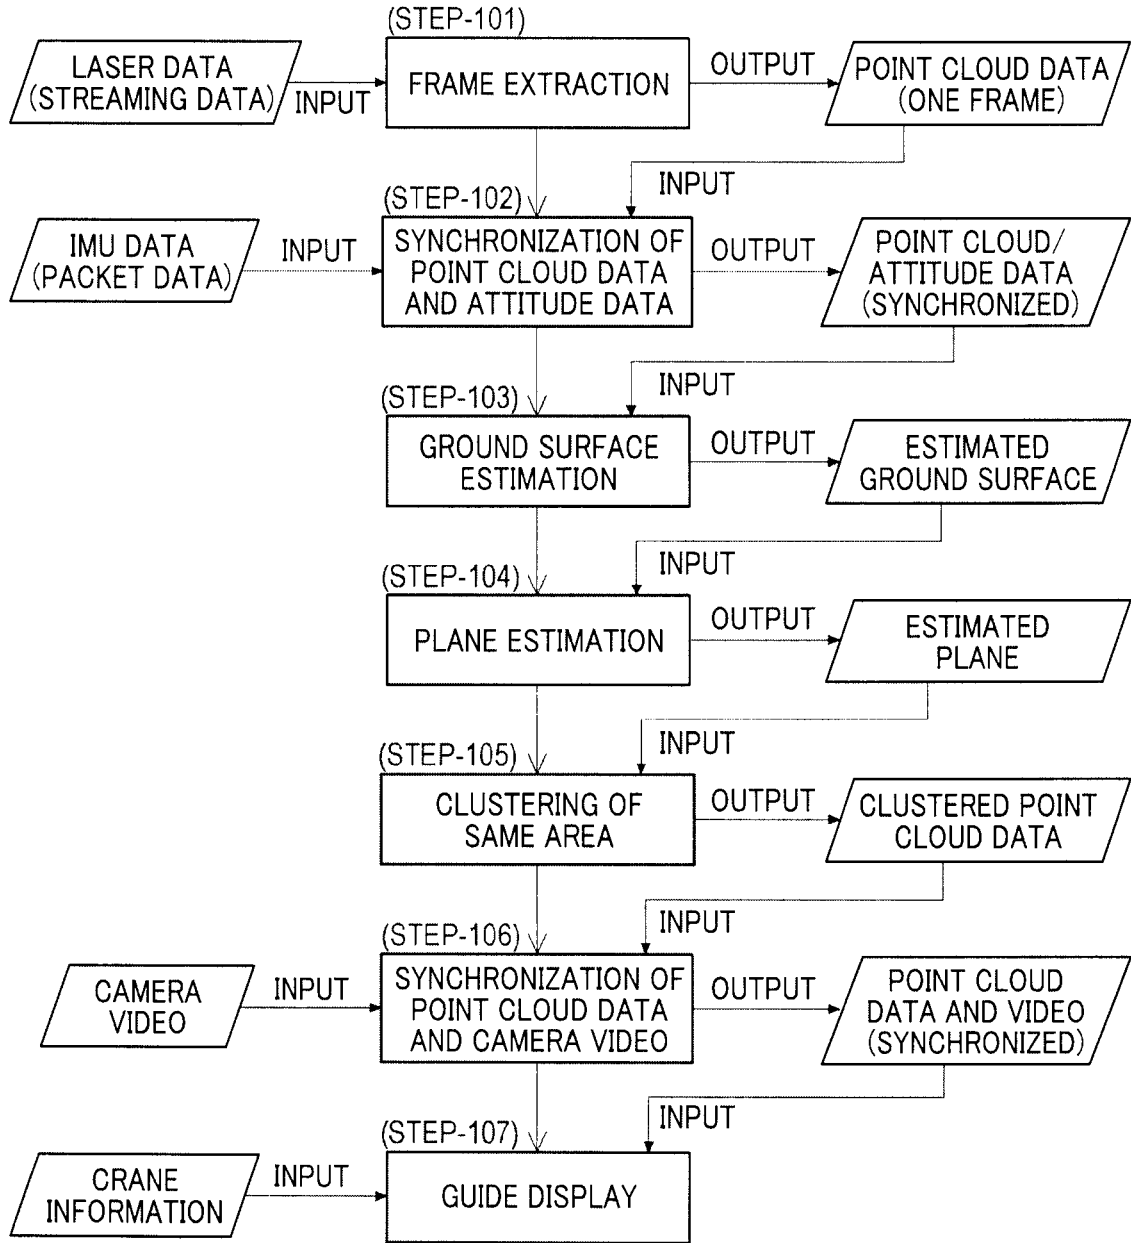 (STEP-101)
LASER DATA
(STREAMING DATA)
INPUT
FRAME EXTRACTION
OUTPUT
POINT CLOUD DATA
(ONE FRAME)
INPUT
(STEP-102)
IMU DATA
(PACKET DATA)
INPUT
SYNCHRONIZATION OF
POINT CLOUD DATA
AND ATTITUDE DATA
OUTPUT
POINT CLOUD/
ATTITUDE DATA
(SYNCHRONIZED)
INPUT
(STEP-103)
GROUND SURFACE
ESTIMATION
OUTPUT
ESTIMATED
GROUND SURFACE
INPUT
(STEP-104)
PLANE ESTIMATION
OUTPUT
ESTIMATED
PLANE
INPUT
(STEP-105)
CLUSTERING OF
SAME AREA
OUTPUT
CLUSTERED POINT
CLOUD DATA
INPUT
(STEP-106)
CAMERA
VIDEO
INPUT
SYNCHRONIZATION OF
POINT CLOUD DATA
AND CAMERA VIDEO
OUTPUT
POINT CLOUD
DATA AND VIDEO
(SYNCHRONIZED)
INPUT
(STEP-107)
CRANE
INFORMATION
INPUT
GUIDE DISPLAY